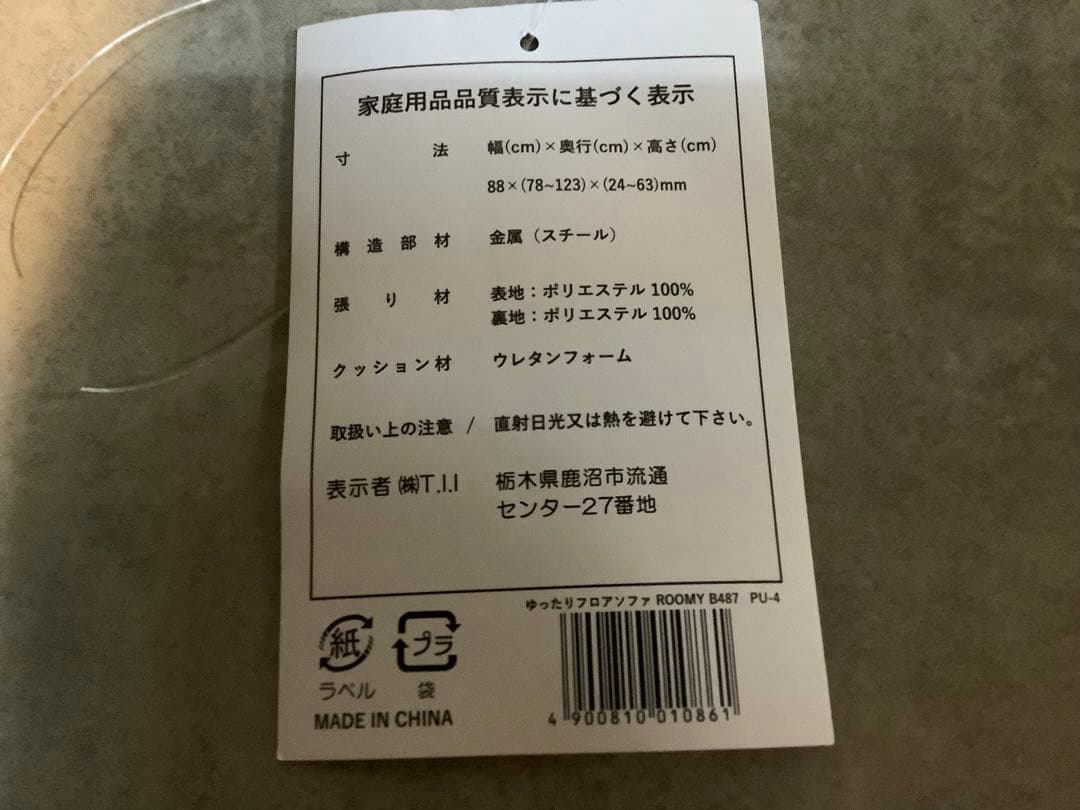 家庭用品品質表示に基づく表示
寸法 幅(cm)×奥行(cm)×高さ(cm)
88×(78~123)×(24~63)mm
構造部材 金属（スチール）
張り材 表地：ポリエステル 100%
裏地：ポリエステル 100%
クッション材 ウレタンフォーム
取扱い上の注意 / 直射日光又は熱を避けて下さい。
表示者 ㈱T.I.I 栃木県鹿沼市流通
センター27番地
ゆったりフロアソファ ROOMY B487 PU-4
紙 プラ
ラベル 袋
MADE IN CHINA
4 900810 010861